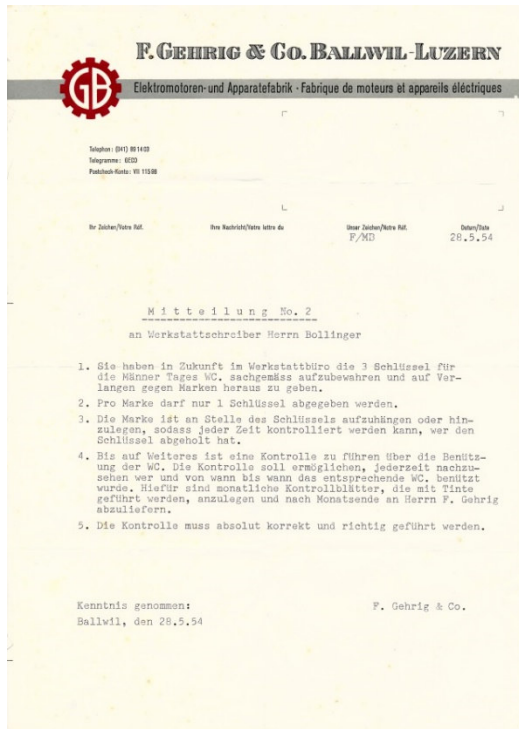 F. GEHRIG & CO. BALLWIL-LUZERN
GB
Elektromotoren- und Apparatefabrik · Fabrique de moteurs et appareils éléctriques
Telephon: (041) 89 14 03
Telegramme: GECO
Postcheck-Konto: VII 11598
Ihr Zeichen/Votre Réf. Ihre Nachricht/Votre lettre du Unser Zeichen/Notre Réf. Datum/Date
F/MD 28.5.54
Mitteilung No. 2
an Werkstattschreiber Herrn Bollinger
1. Sie haben in Zukunft im Werkstattbüro die 3 Schlüssel für
die Männer Tages WC. sachgemäss aufzubewahren und auf Ver-
langen gegen Marken heraus zu geben.
2. Pro Marke darf nur 1 Schlüssel abgegeben werden.
3. Die Marke ist an Stelle des Schlüssels aufzuhängen oder hin-
zulegen, sodass jeder Zeit kontrolliert werden kann, wer den
Schlüssel abgeholt hat.
4. Bis auf Weiteres ist eine Kontrolle zu führen über die Benütz-
ung der WC. Die Kontrolle soll ermöglichen, jederzeit nachzu-
sehen wer und von wann bis wann das entsprechende WC. benützt
wurde. Hiefür sind monatliche Kontrollblätter, die mit Tinte
geführt werden, anzulegen und nach Monatsende an Herrn F. Gehrig
abzuliefern.
5. Die Kontrolle muss absolut korrekt und richtig geführt werden.
Kenntnis genommen: F. Gehrig & Co.
Ballwil, den 28.5.54